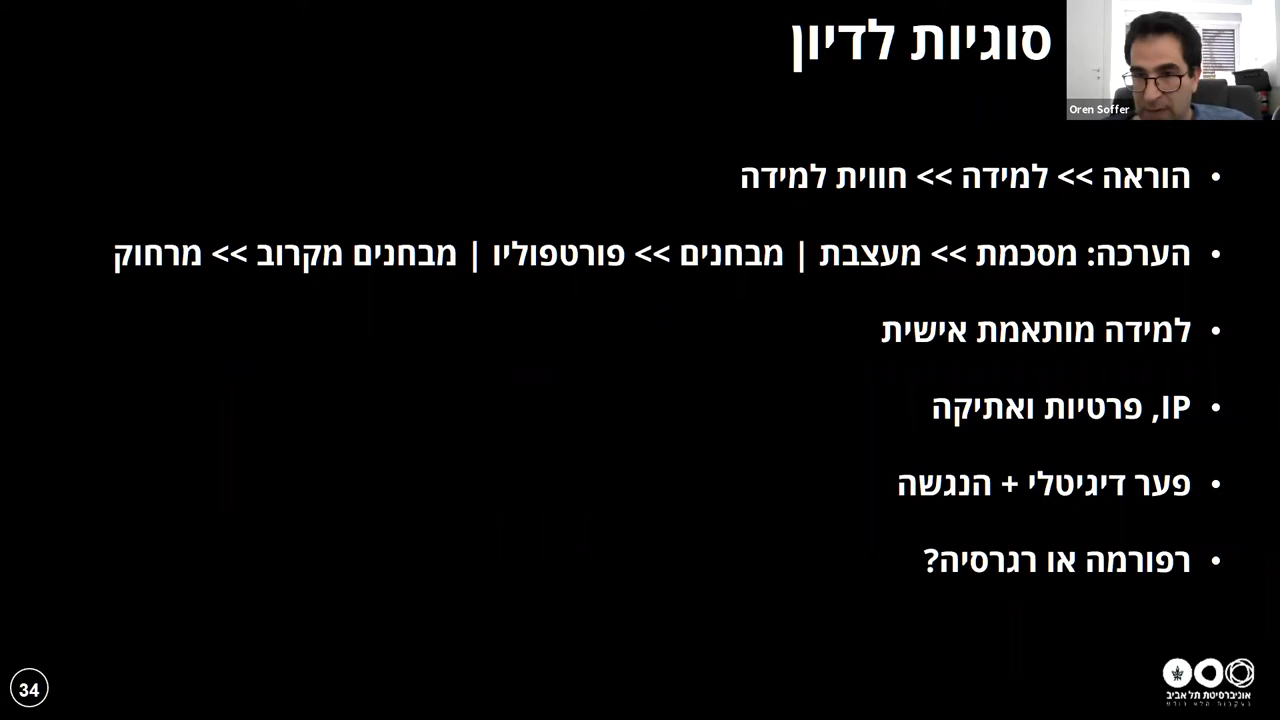 סוגיות לדיון
Oren Soffer
• הוראה >> למידה >> חווית למידה
• הערכה: מסכמת >> מעצבת | מבחנים >> פורטפוליו | מבחנים מקרוב >> מרחוק
• למידה מותאמת אישית
• IP, פרטיות ואתיקה
• פער דיגיטלי + הנגשה
• רפורמה או רגרסיה?
34
אוניברסיטת תל אביב